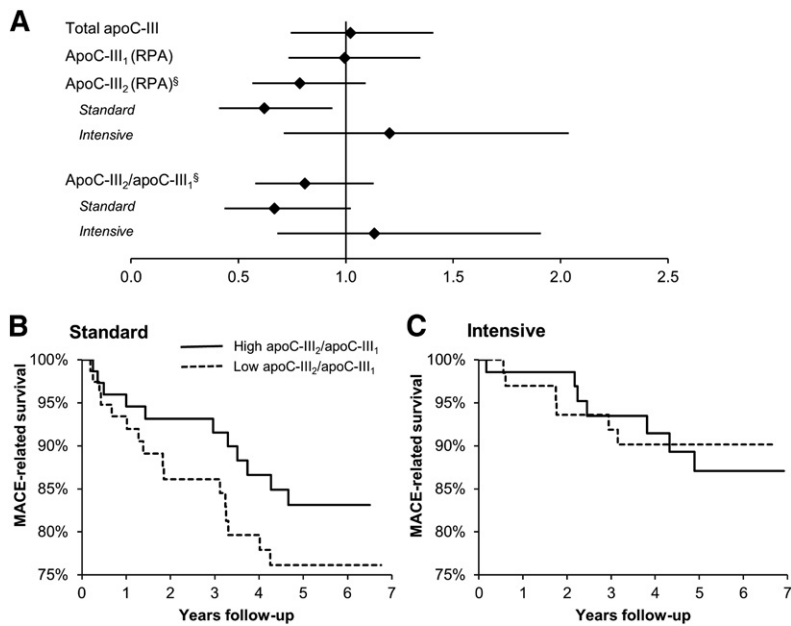 A
Total apoC-III
ApoC-III₁ (RPA)
ApoC-III₂ (RPA)§
Standard
Intensive
ApoC-III₂/apoC-III₁§
Standard
Intensive
0.0 0.5 1.0 1.5 2.0 2.5
B Standard
High apoC-III₂/apoC-III₁
Low apoC-III₂/apoC-III₁
MACE-related survival
100%
95%
90%
85%
80%
75%
0 1 2 3 4 5 6 7
Years follow-up
C Intensive
MACE-related survival
100%
95%
90%
85%
80%
75%
0 1 2 3 4 5 6 7
Years follow-up